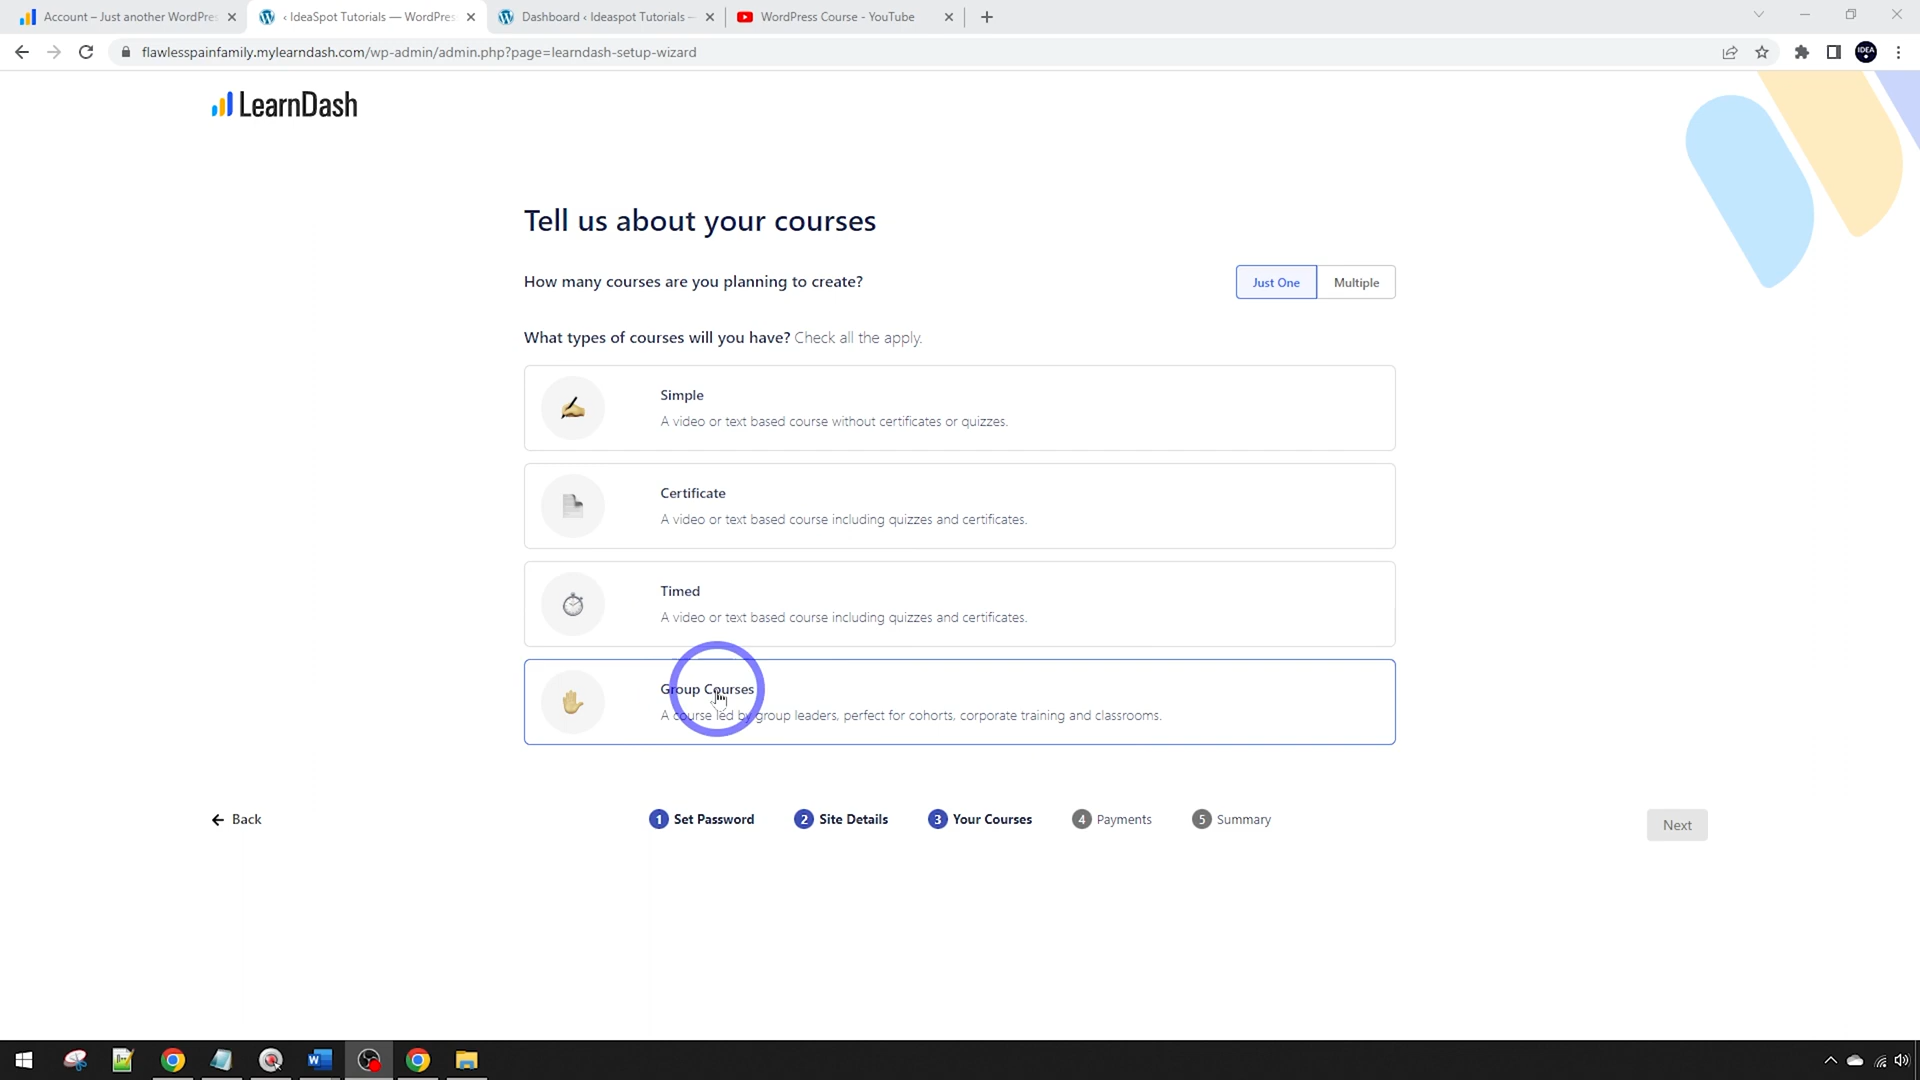 Account – Just another WordPre
‹ IdeaSpot Tutorials — WordPres
Dashboard ‹ Ideaspot Tutorials –
WordPress Course - YouTube
flawlesspainfamily.mylearndash.com/wp-admin/admin.php?page=learndash-setup-wizard
IDEA
LearnDash
Tell us about your courses
How many courses are you planning to create?
Just One
Multiple
What types of courses will you have? Check all the apply.
Simple
A video or text based course without certificates or quizzes.
Certificate
A video or text based course including quizzes and certificates.
Timed
A video or text based course including quizzes and certificates.
Group Courses
A course led by group leaders, perfect for cohorts, corporate training and classrooms.
← Back
1 Set Password
2 Site Details
3 Your Courses
4 Payments
5 Summary
Next